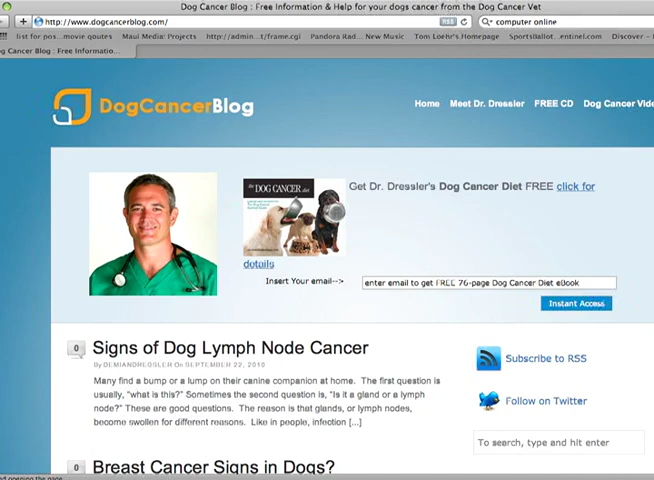 Dog Cancer Blog : Free Information & Help for your dogs cancer from the Dog Cancer Vet
http://www.dogcancerblog.com/
RSS
computer online
list for pos...movie quotes
Maui Media: Projects
http://admin...t/frame.cgi
Pandora Rad... New Music
Tom Loehr's Homepage
SportsBallot...entinel.com
Discover –
og Cancer Blog : Free Informatio...
DogCancerBlog
Home
Meet Dr. Dressler
FREE CD
Dog Cancer Vide
the DOG CANCER diet
Get Dr. Dressler's Dog Cancer Diet FREE click for
details
Insert Your email-->
enter email to get FREE 76-page Dog Cancer Diet eBook
Instant Access
0
Signs of Dog Lymph Node Cancer
By DEMIANDRESSLER On SEPTEMBER 22, 2010
Many find a bump or a lump on their canine companion at home. The first question is
usually, "what is this?" Sometimes the second question is, "Is it a gland or a lymph
node?" These are good questions. The reason is that glands, or lymph nodes,
become swollen for different reasons. Like in people, infection [...]
Subscribe to RSS
Follow on Twitter
To search, type and hit enter
0
Breast Cancer Signs in Dogs?
opening the page